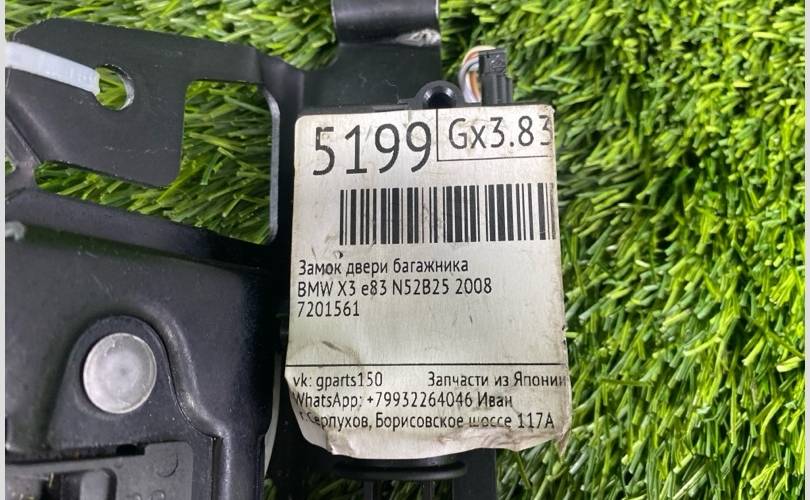 5199 Gx3.83
Замок двери багажника
BMW X3 e83 N52B25 2008
7201561
vk: gparts150 Запчасти из Японии
WhatsApp: +79932264046 Иван
г.Серпухов, Борисовское шоссе 117А